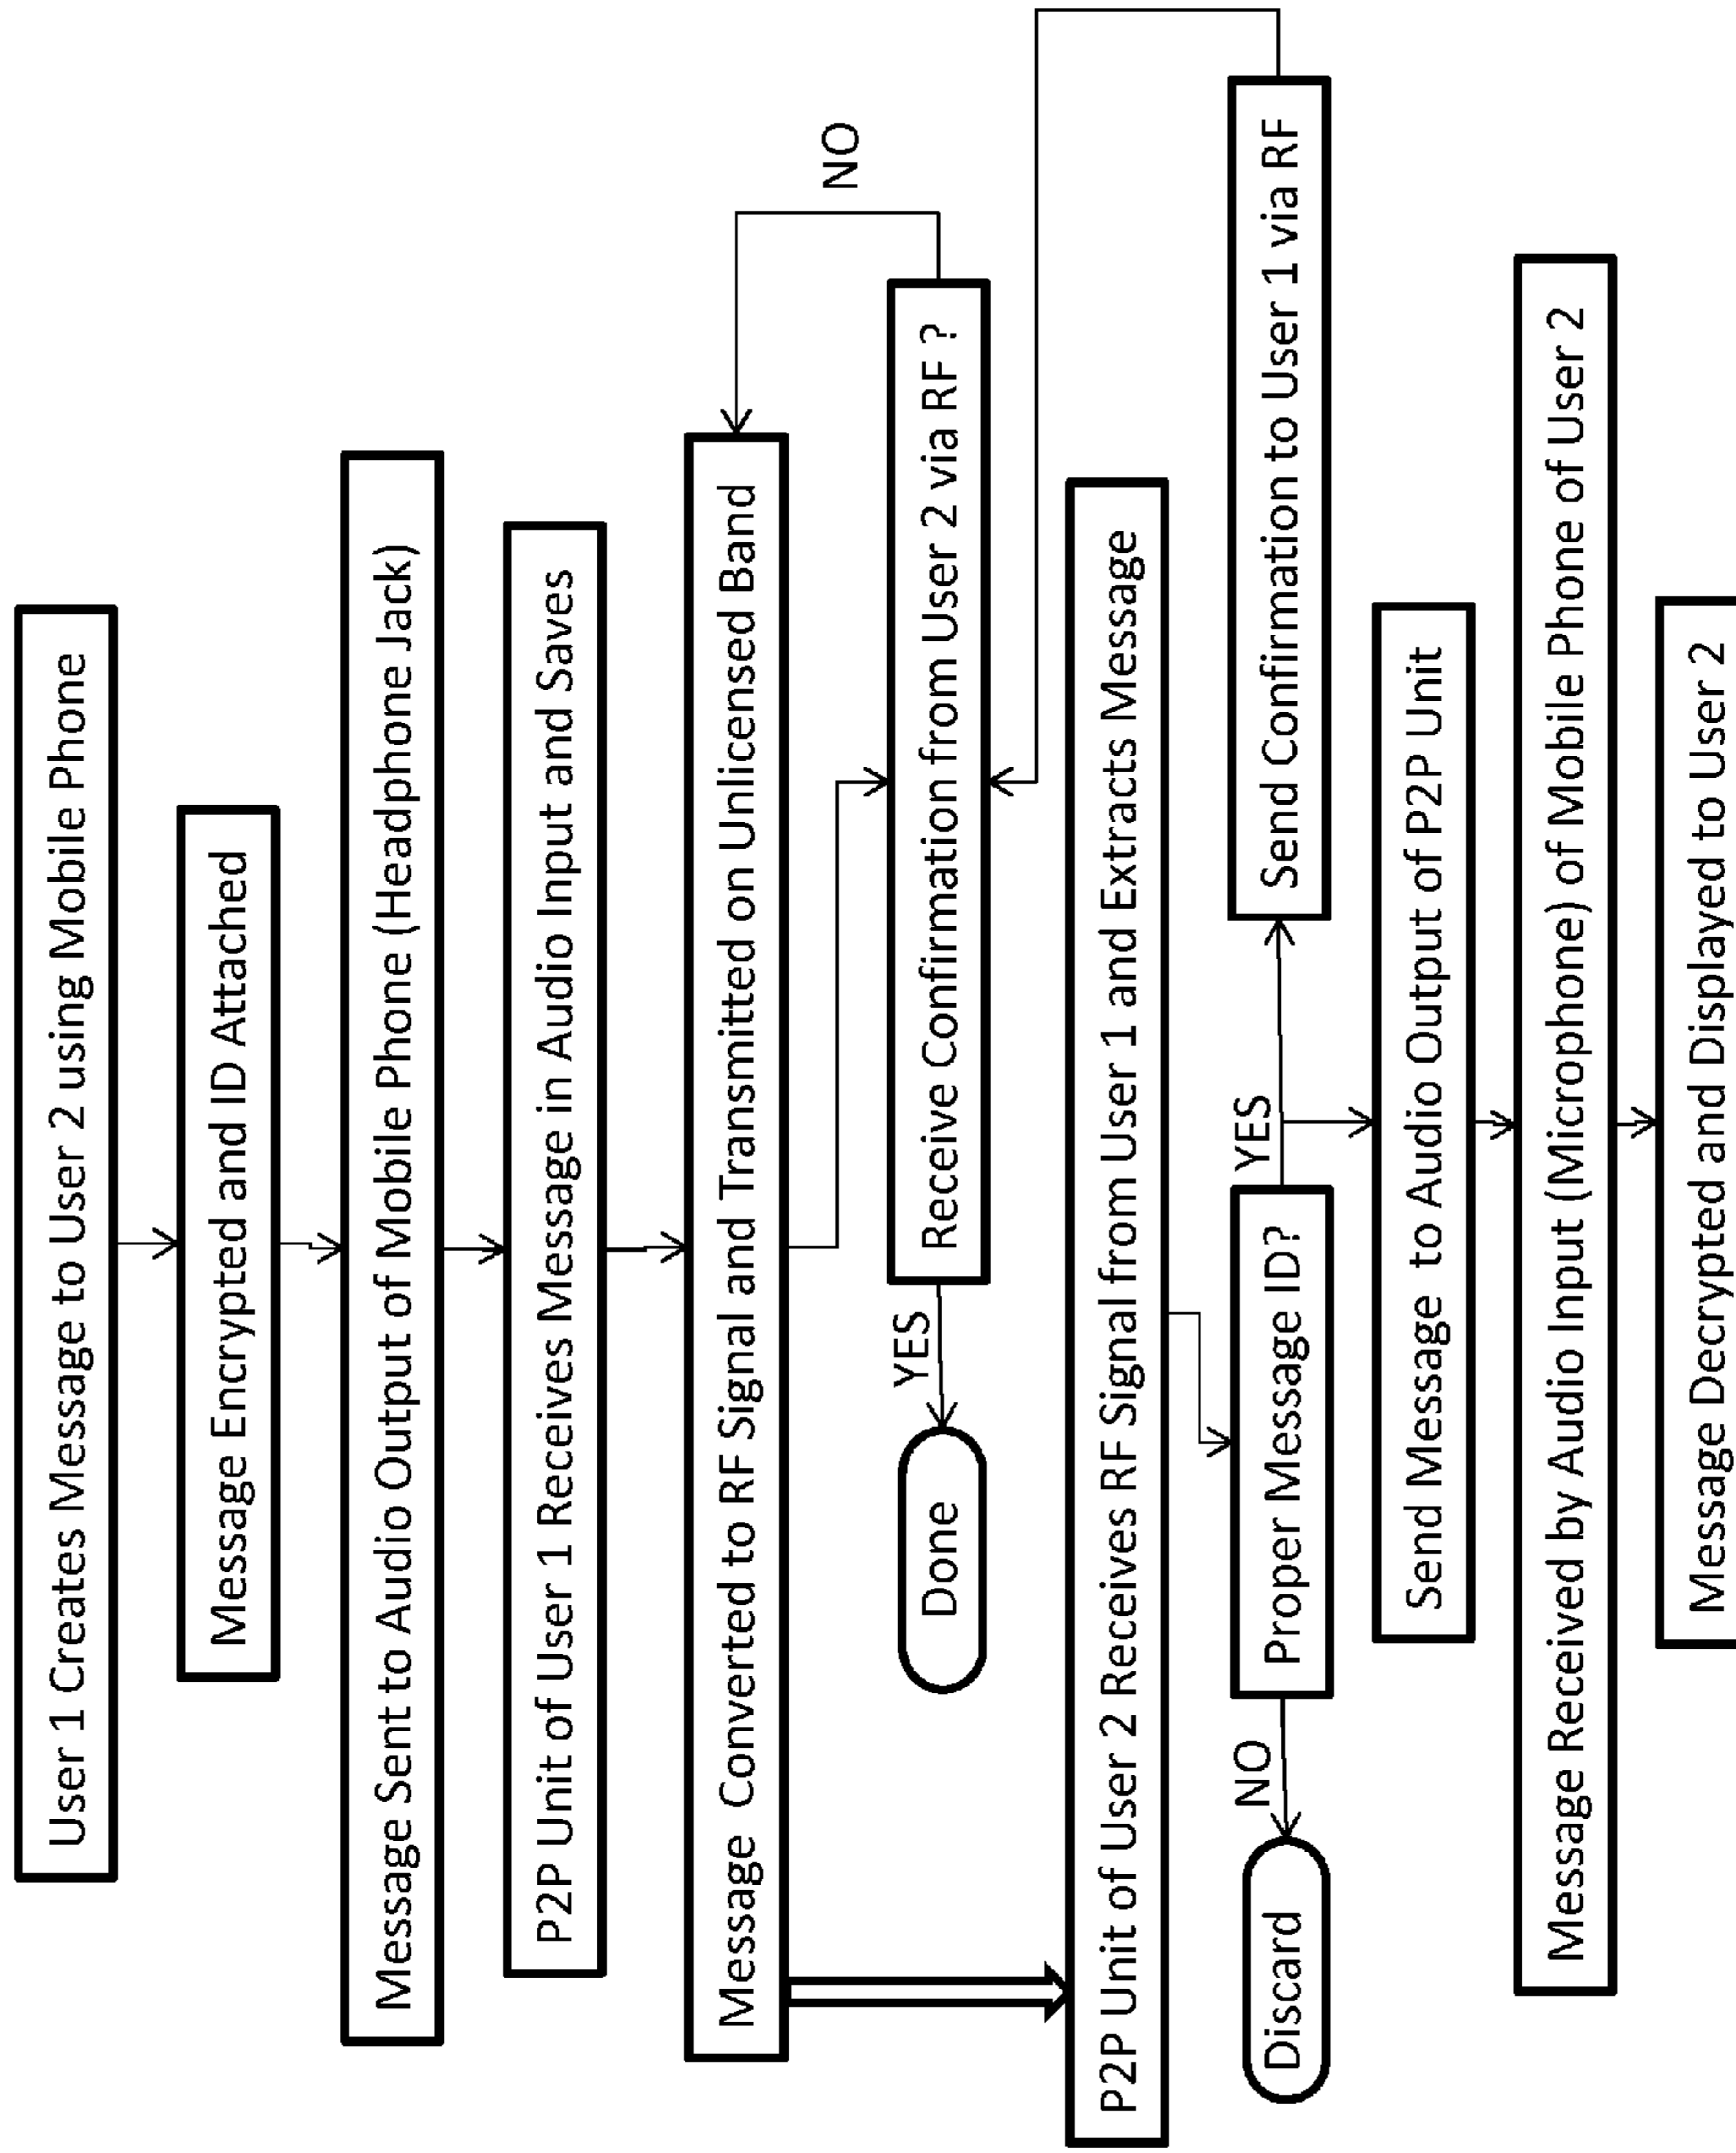 User 1 Creates Message to User 2 using Mobile Phone
Message Encrypted and ID Attached
Message Sent to Audio Output of Mobile Phone (Headphone Jack)
P2P Unit of User 1 Receives Message in Audio Input and Saves
Message Converted to RF Signal and Transmitted on Unlicensed Band
NO
Receive Confirmation from User 2 via RF ?
YES
Done
P2P Unit of User 2 Receives RF Signal from User 1 and Extracts Message
Proper Message ID?
NO
Discard
YES
Send Confirmation to User 1 via RF
Send Message to Audio Output of P2P Unit
Message Received by Audio Input (Microphone) of Mobile Phone of User 2
Message Decrypted and Displayed to User 2